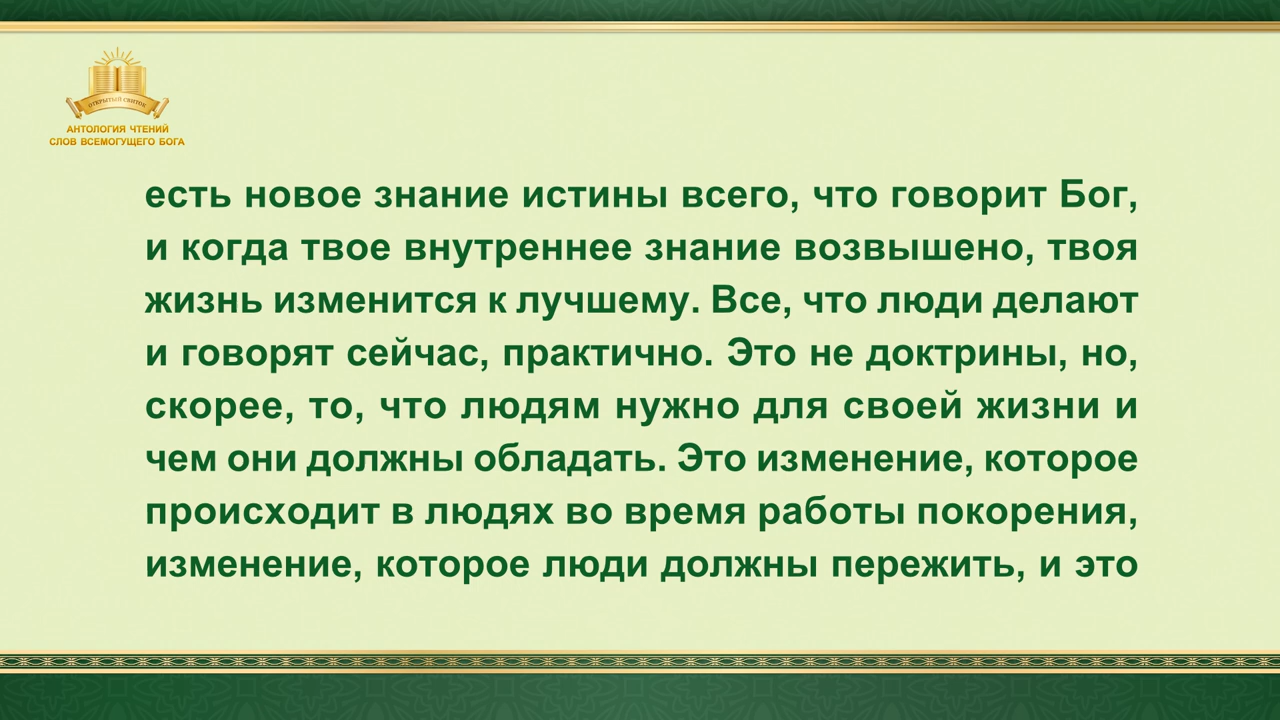 ОТКРЫТЫЙ СВИТОК
АНТОЛОГИЯ ЧТЕНИЙ
СЛОВ ВСЕМОГУЩЕГО БОГА
есть новое знание истины всего, что говорит Бог,
и когда твое внутреннее знание возвышено, твоя
жизнь изменится к лучшему. Все, что люди делают
и говорят сейчас, практично. Это не доктрины, но,
скорее, то, что людям нужно для своей жизни и
чем они должны обладать. Это изменение, которое
происходит в людях во время работы покорения,
изменение, которое люди должны пережить, и это